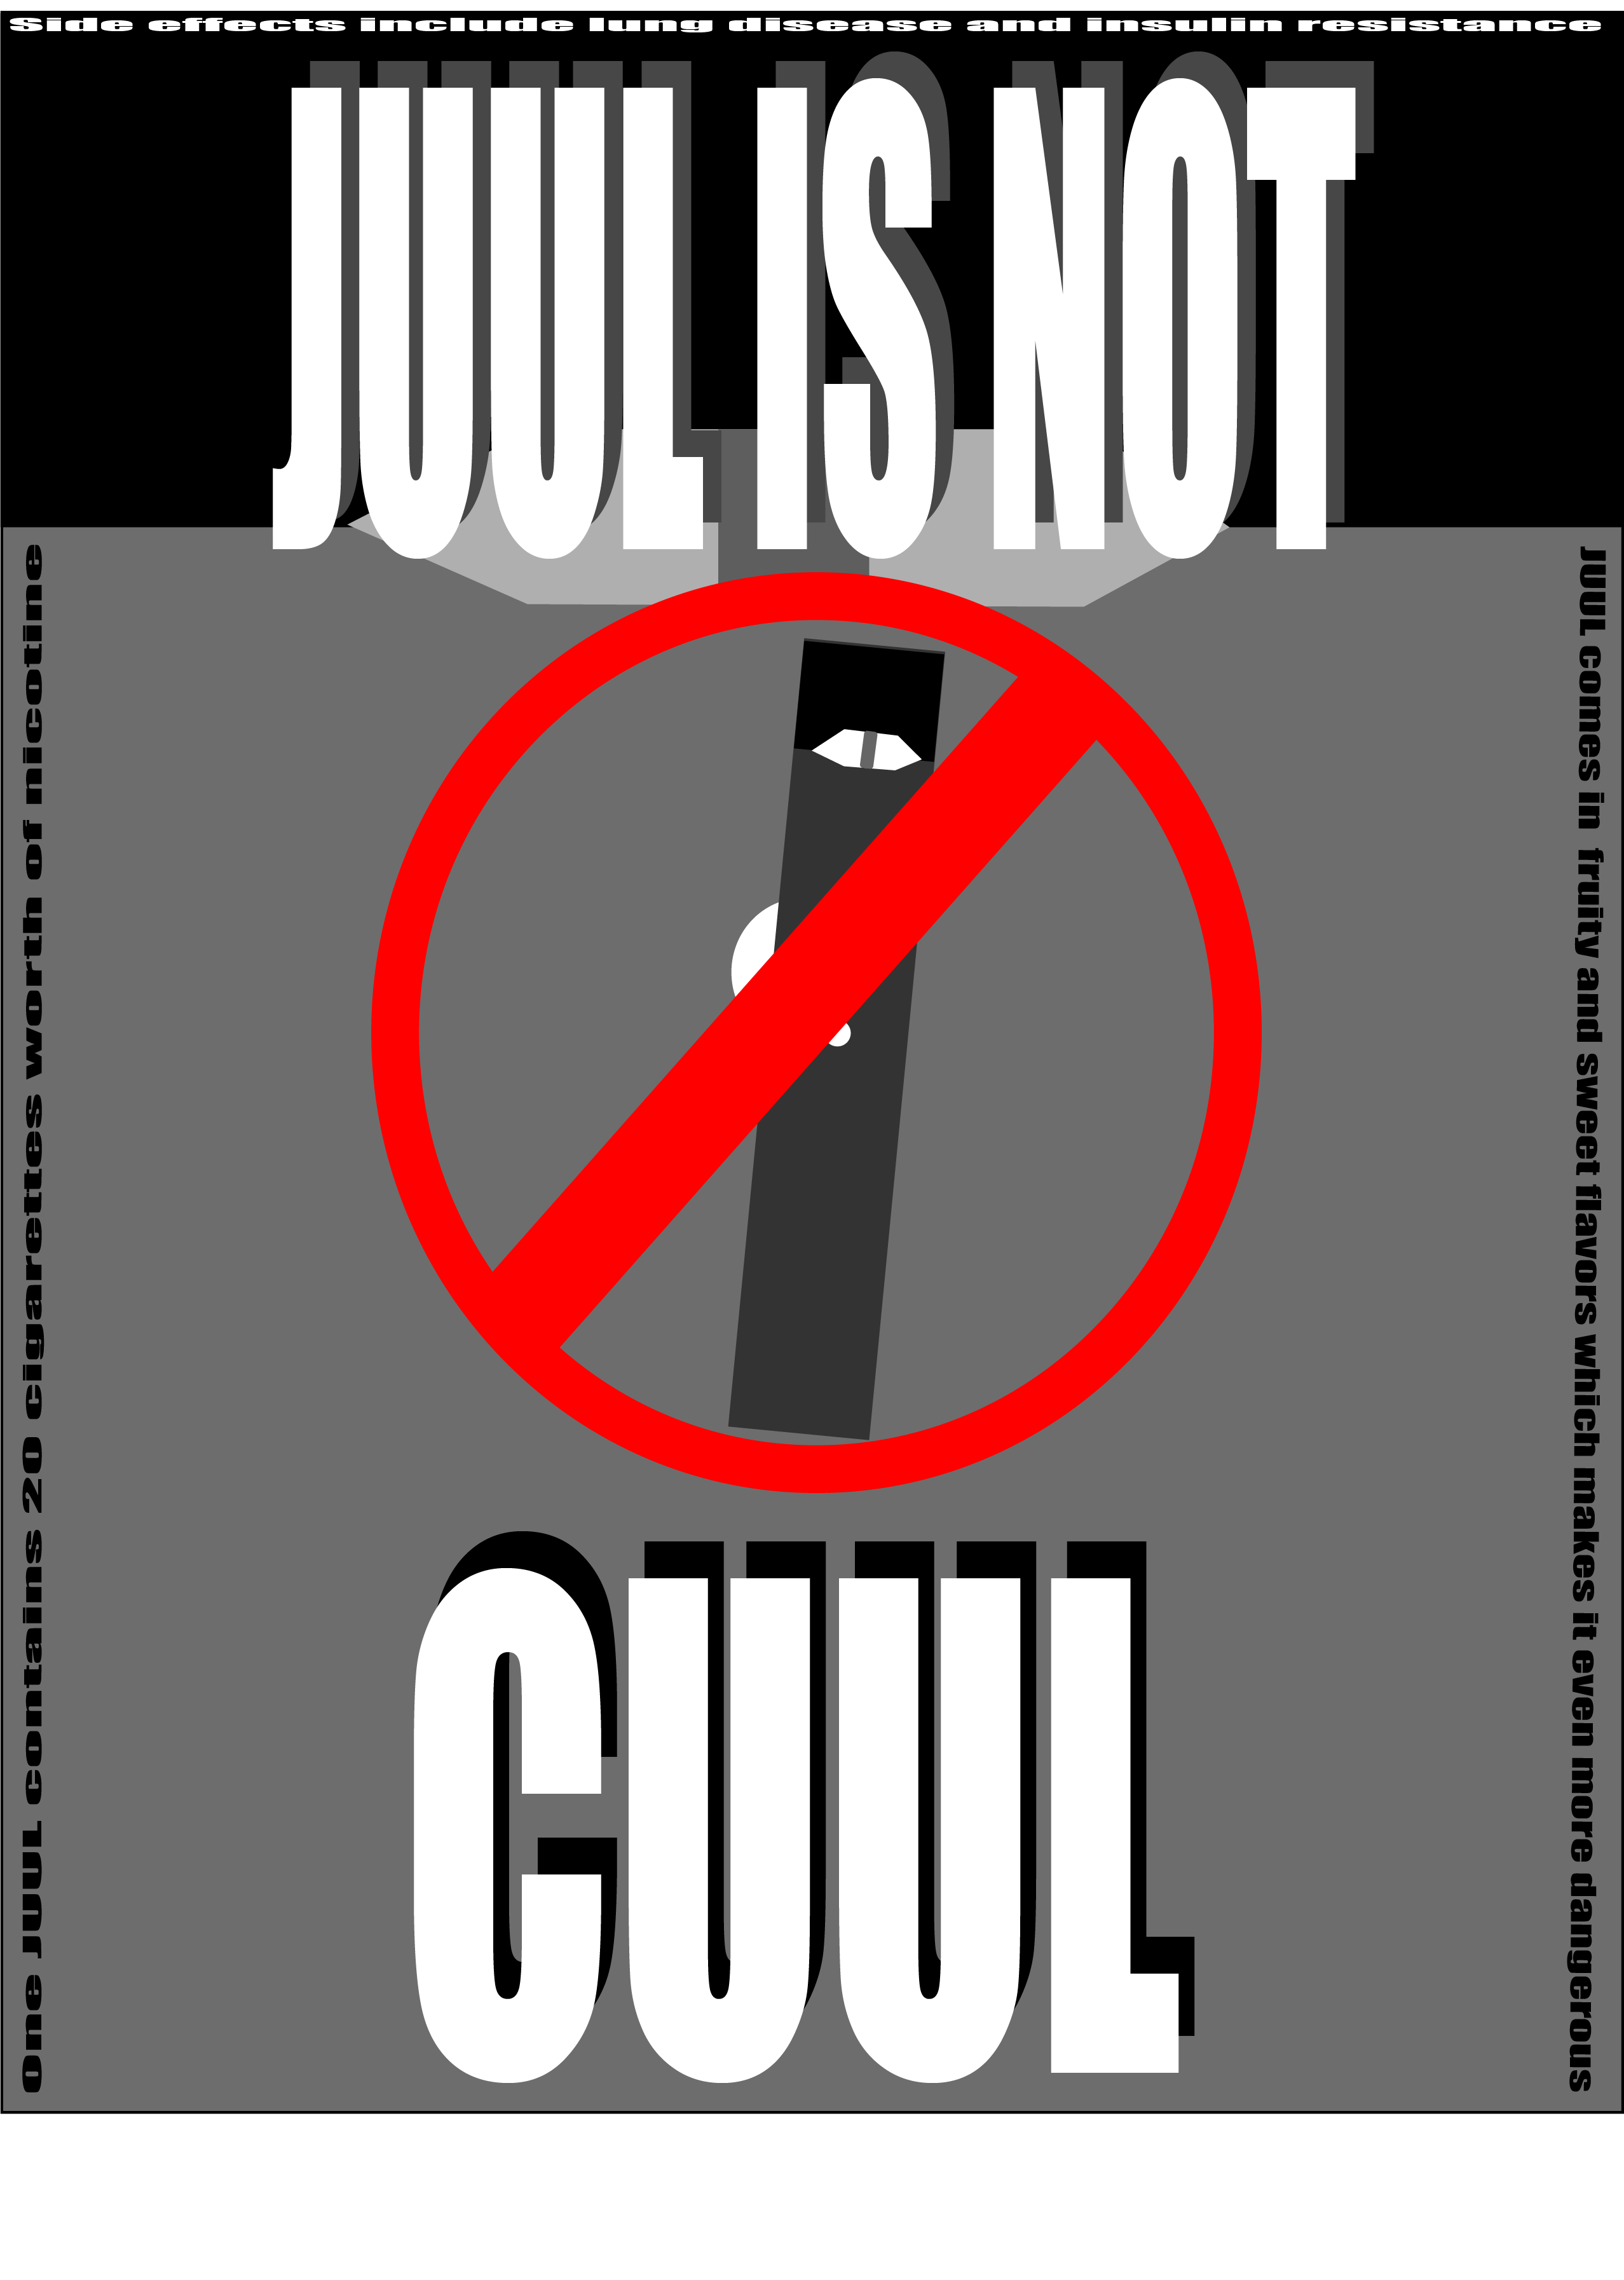 Side effects include lung disease and insulin resistance
JUUL IS NOT
one JUUL contains 20 cigarettes worth of nicotine
JUUL comes in fruity and sweet flavors which makes it even more dangerous
CUUL